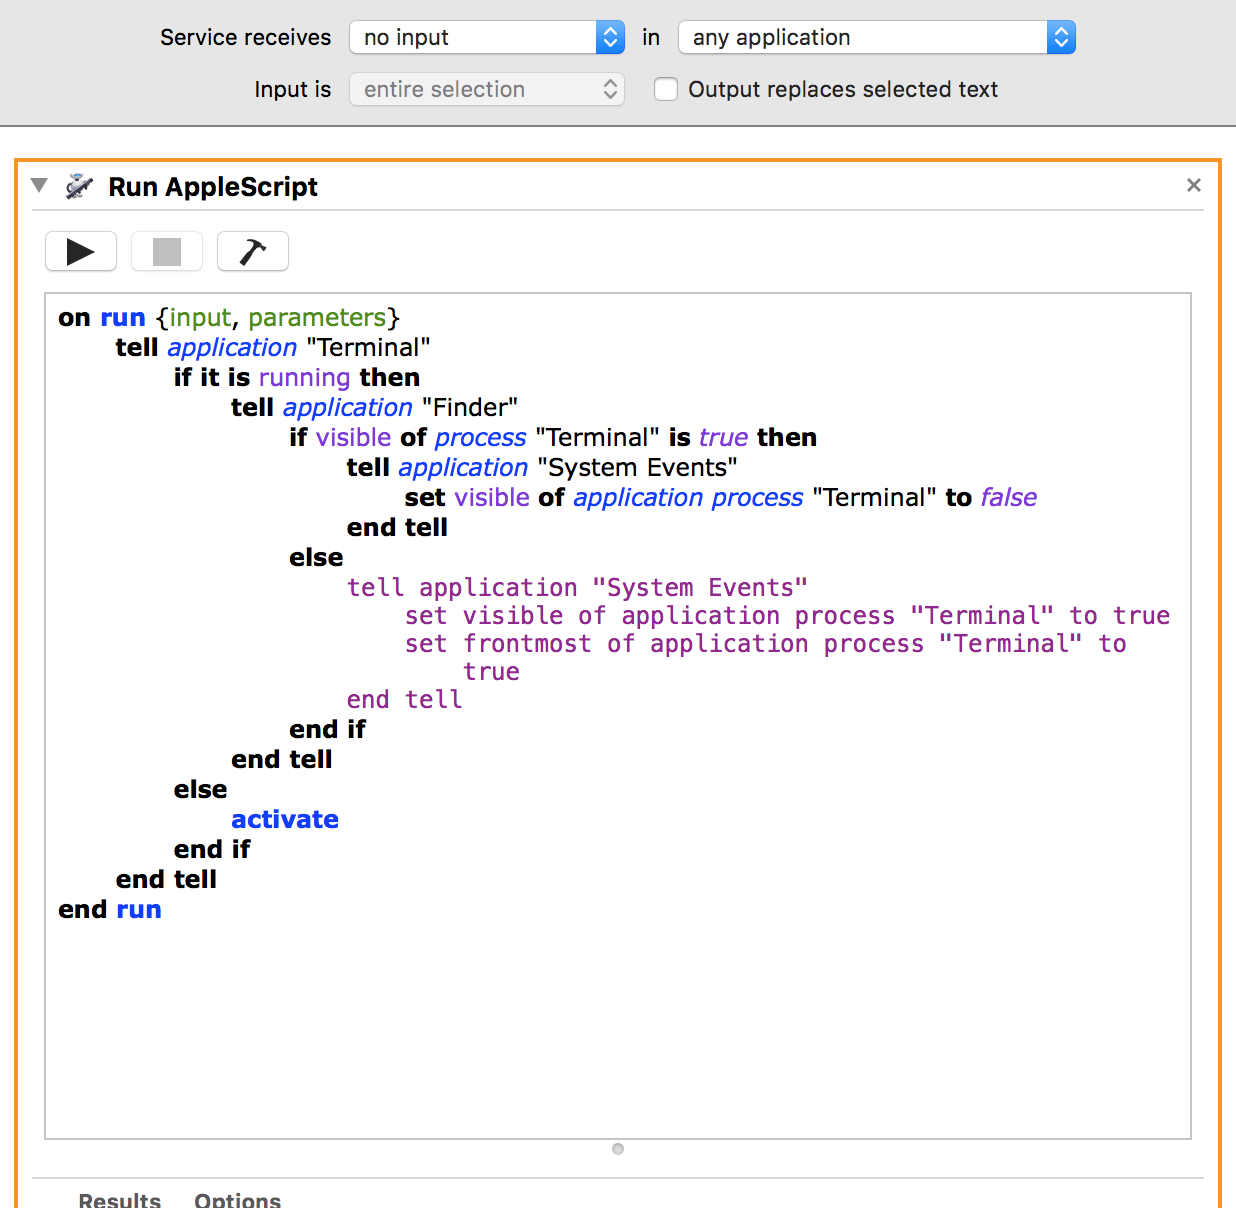 Service receives no input in any application
Input is entire selection Output replaces selected text
Run AppleScript
on run {input, parameters}
tell application "Terminal"
if it is running then
tell application "Finder"
if visible of process "Terminal" is true then
tell application "System Events"
set visible of application process "Terminal" to false
end tell
else
tell application "System Events"
set visible of application process "Terminal" to true
set frontmost of application process "Terminal" to
true
end tell
end if
end tell
else
activate
end if
end tell
end run
Results Options